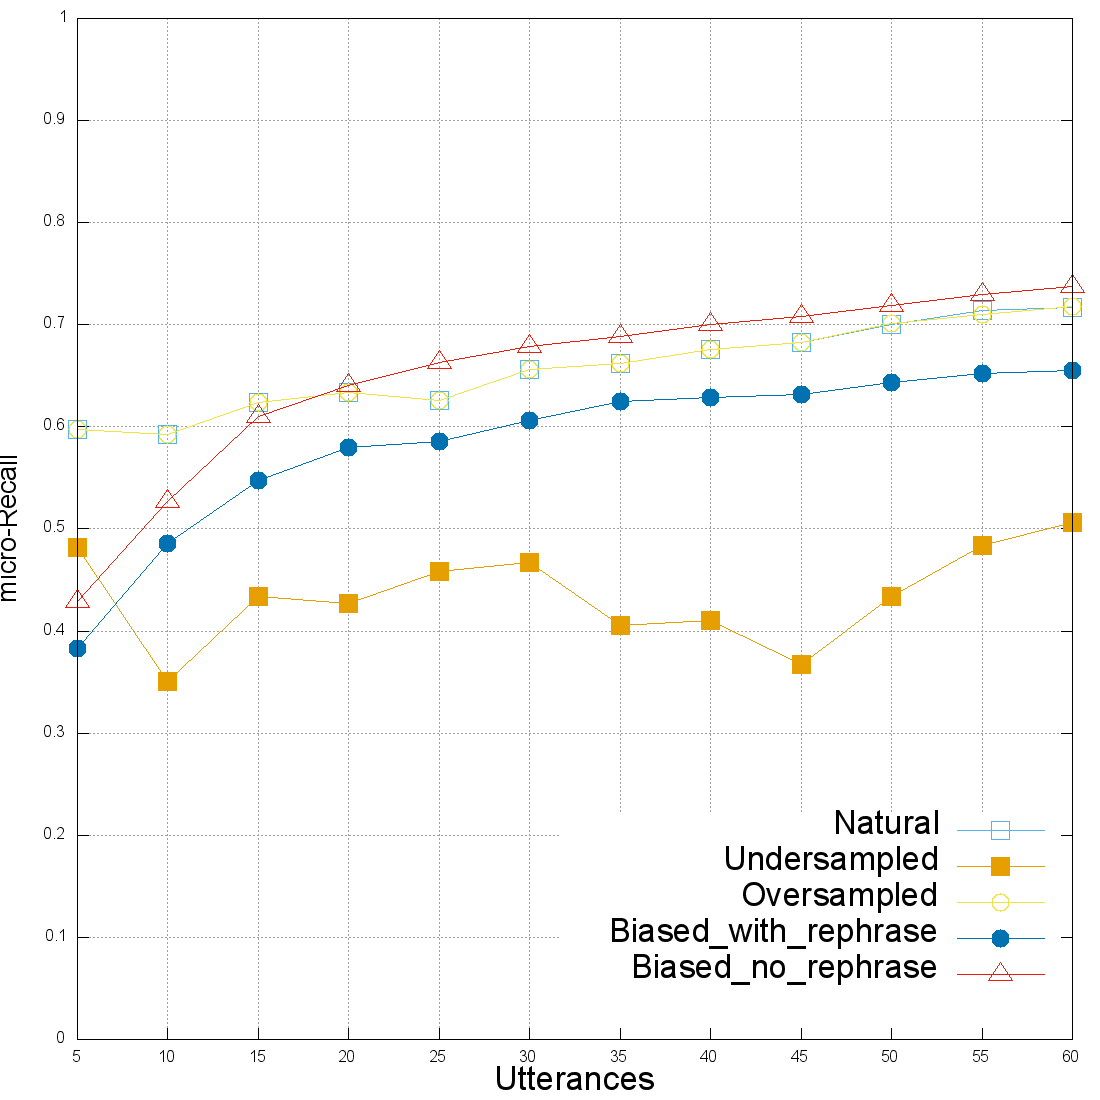 1
0.9
0.8
0.7
0.6
0.5
0.4
0.3
0.2
0.1
0
micro-Recall
Natural
Undersampled
Oversampled
Biased_with_rephrase
Biased_no_rephrase
5 10 15 20 25 30 35 40 45 50 55 60
Utterances